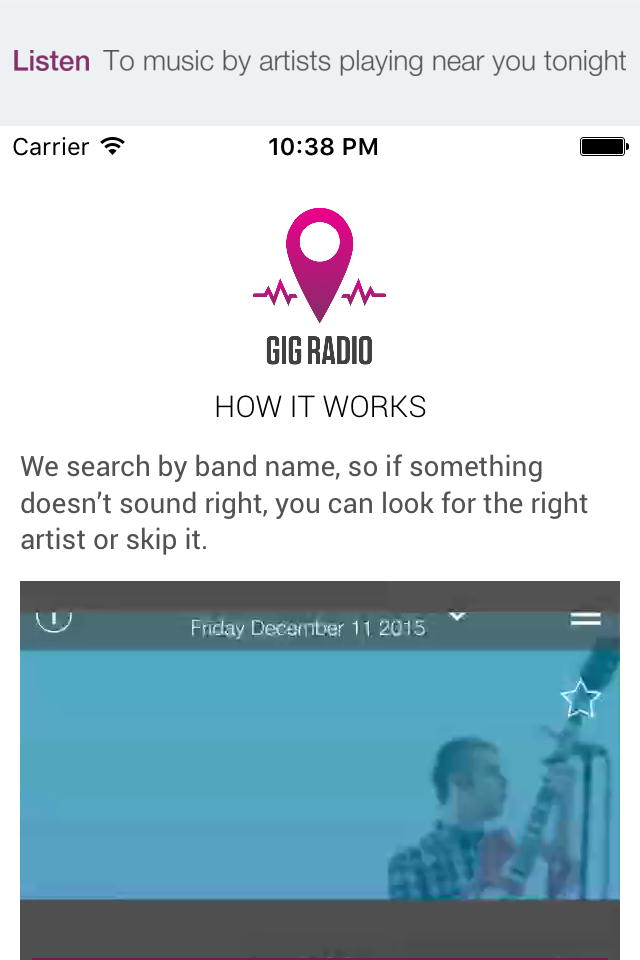 Listen To music by artists playing near you tonight
Carrier 10:38 PM
GIG RADIO
HOW IT WORKS
We search by band name, so if something
doesn’t sound right, you can look for the right
artist or skip it.
Friday December 11 2015